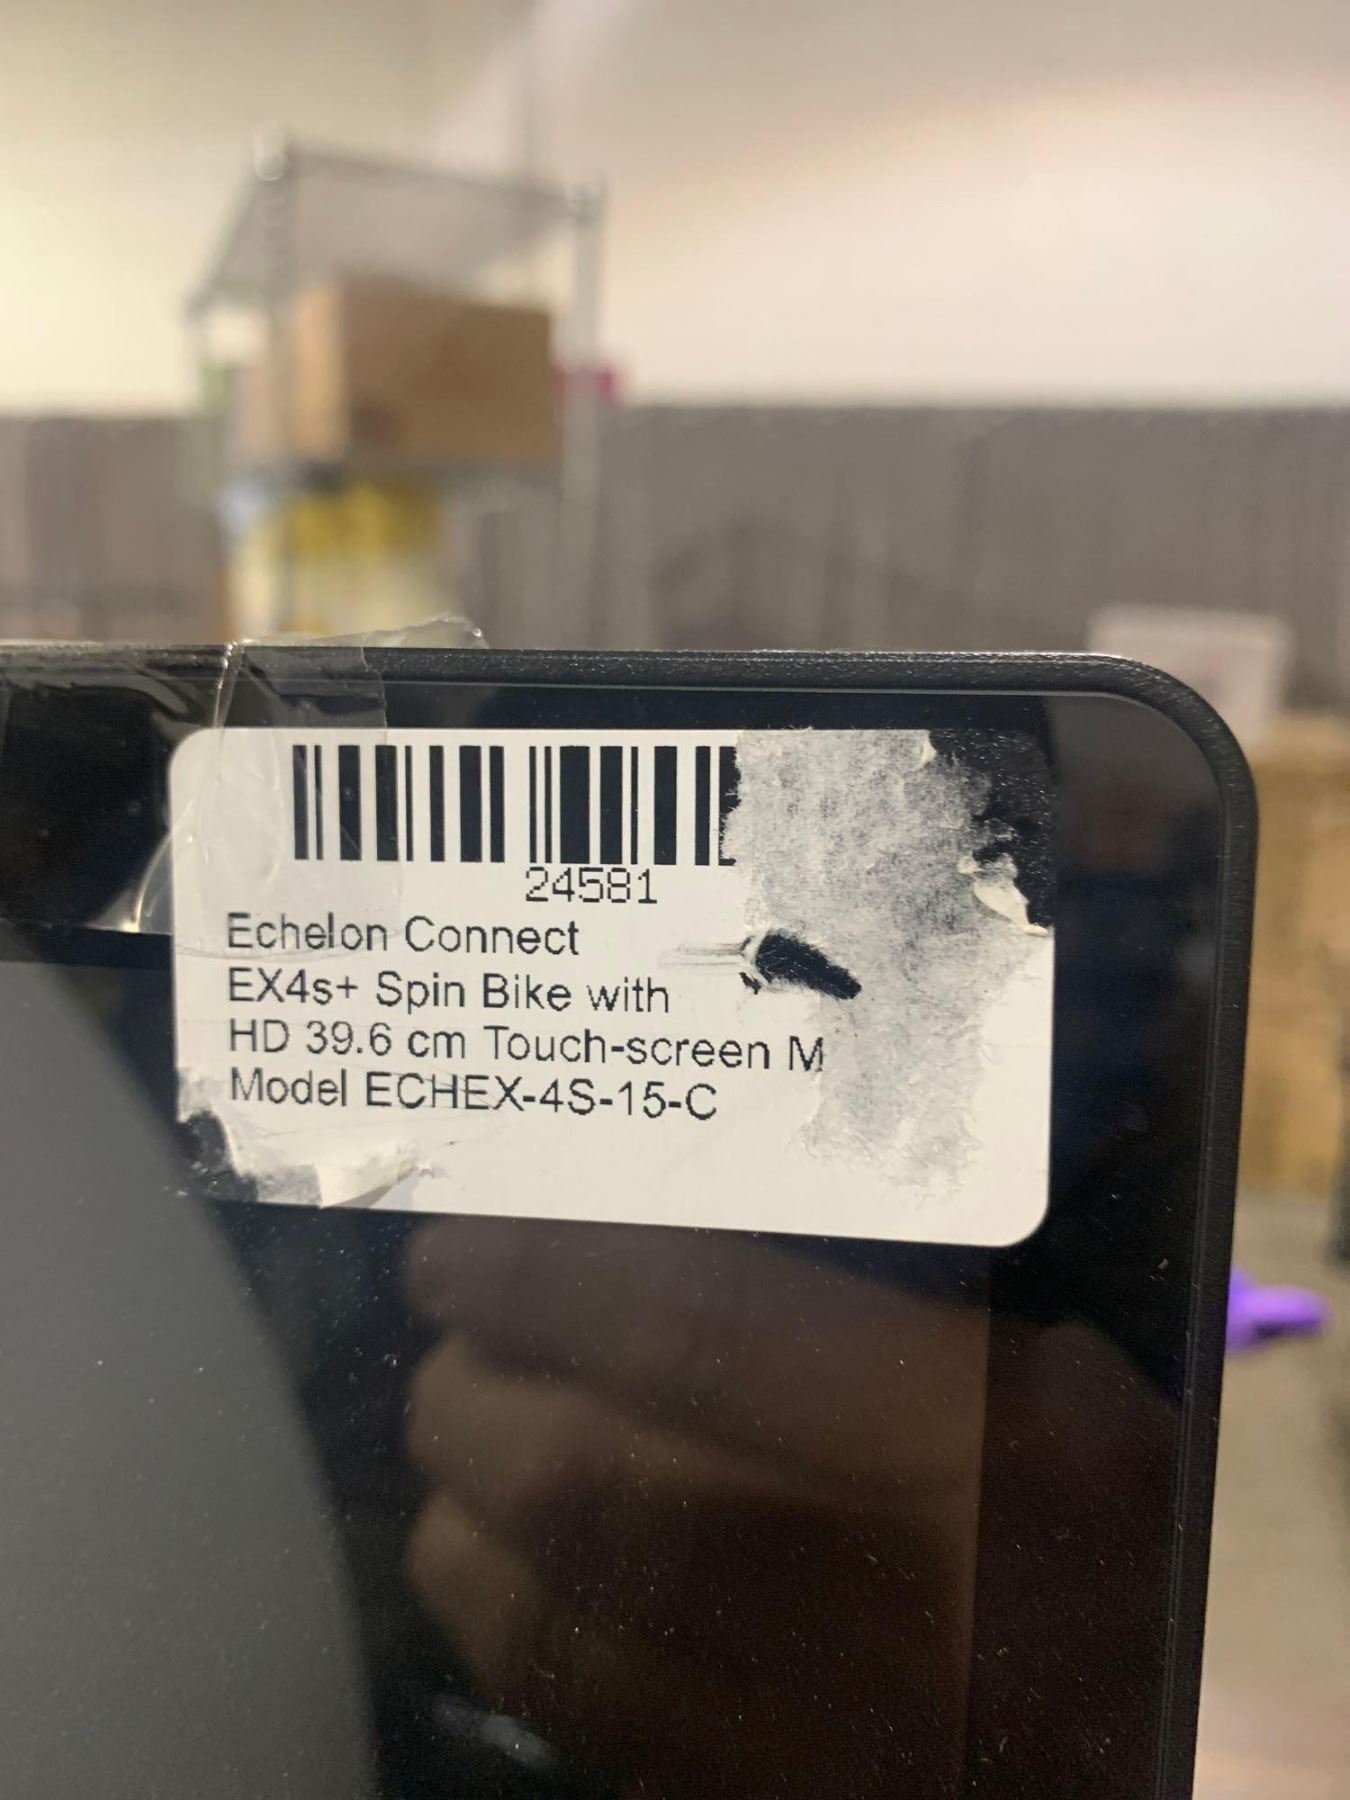 24581
Echelon Connect
EX4s+ Spin Bike with
HD 39.6 cm Touch-screen M
Model ECHEX-4S-15-C